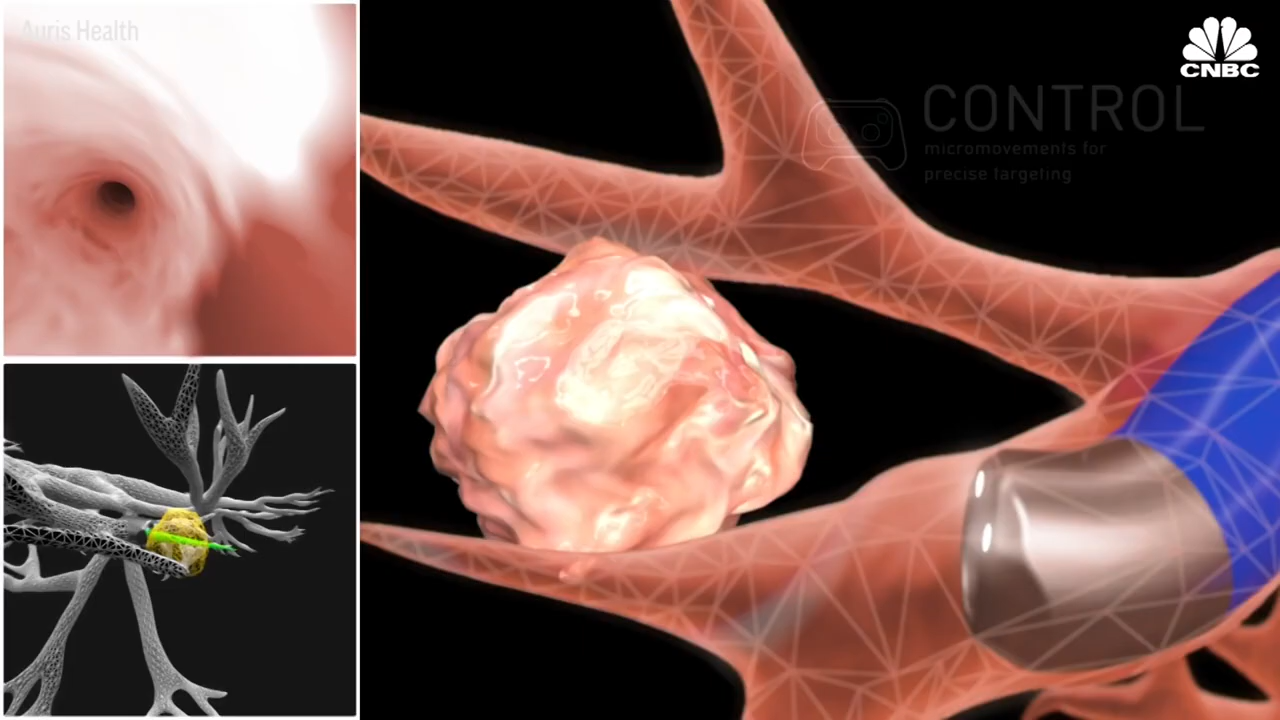 Auris Health
CNBC
CONTROL
micromovements for
precise targeting